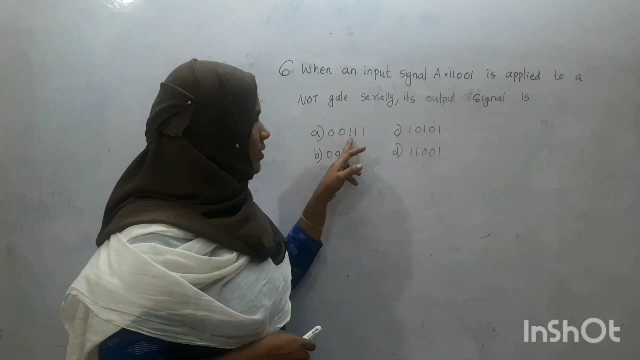 6. When an input synal A=11001 is applied to a
NOT gate serially, its output signal is
a) 00111 c) 10101
b) 00 d) 11001
InShOt